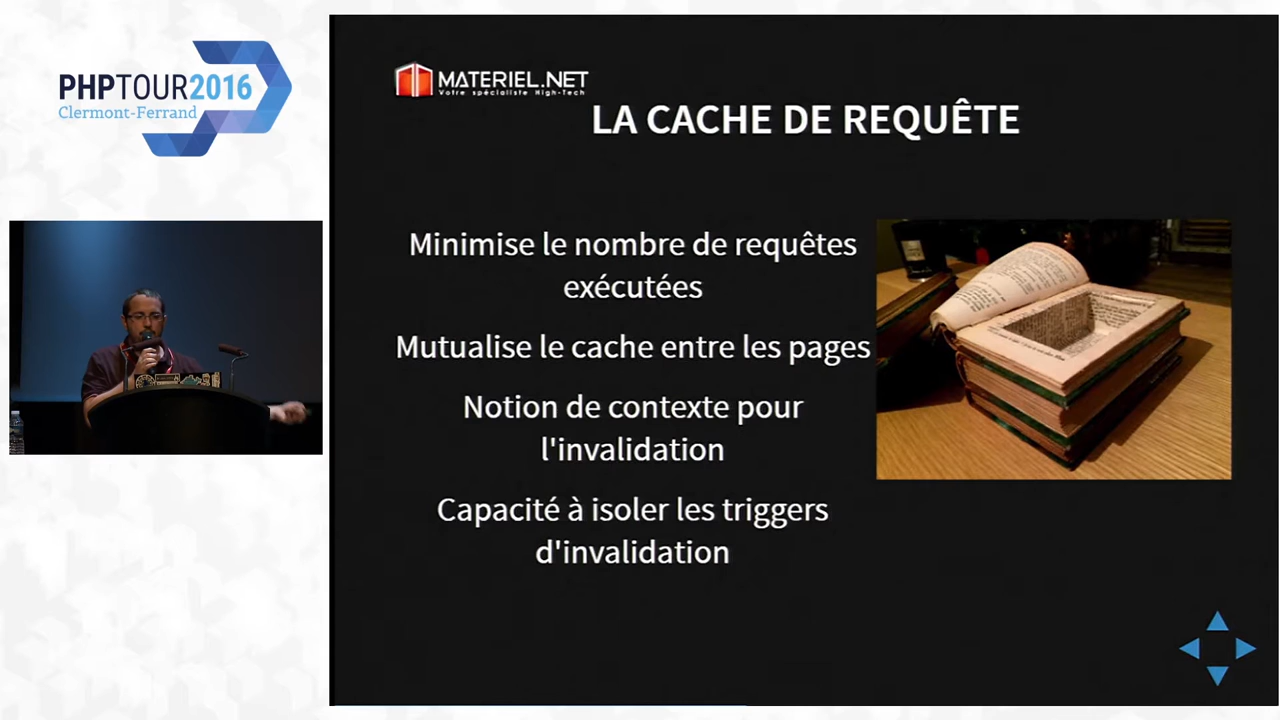 PHPTOUR2016
Clermont-Ferrand
MATERIEL.NET
Votre spécialiste High-Tech
LA CACHE DE REQUÊTE
Minimise le nombre de requêtes
exécutées
Mutualise le cache entre les pages
Notion de contexte pour
l'invalidation
Capacité à isoler les triggers
d'invalidation